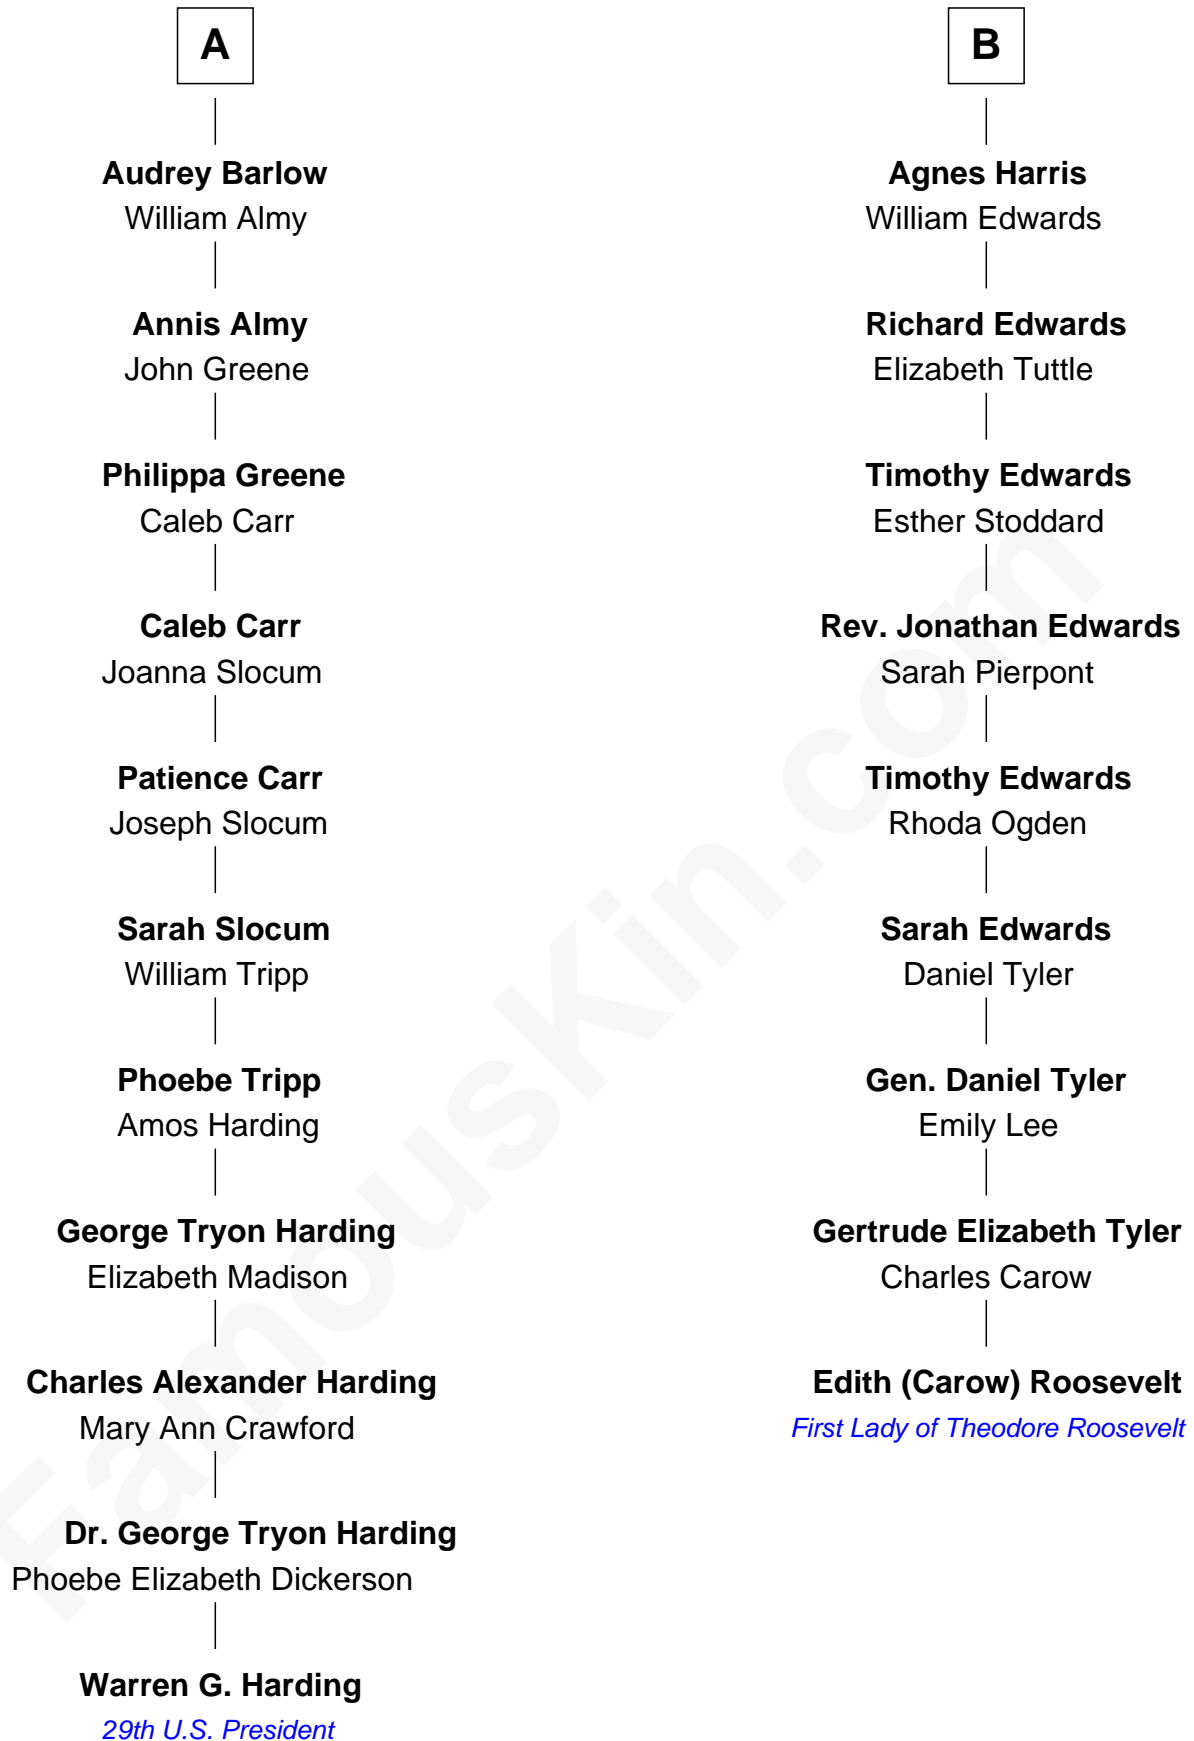 A
Audrey Barlow
William Almy
Annis Almy
John Greene
Philippa Greene
Caleb Carr
Caleb Carr
Joanna Slocum
Patience Carr
Joseph Slocum
Sarah Slocum
William Tripp
Phoebe Tripp
Amos Harding
George Tryon Harding
Elizabeth Madison
Charles Alexander Harding
Mary Ann Crawford
Dr. George Tryon Harding
Phoebe Elizabeth Dickerson
Warren G. Harding
29th U.S. President
B
Agnes Harris
William Edwards
Richard Edwards
Elizabeth Tuttle
Timothy Edwards
Esther Stoddard
Rev. Jonathan Edwards
Sarah Pierpont
Timothy Edwards
Rhoda Ogden
Sarah Edwards
Daniel Tyler
Gen. Daniel Tyler
Emily Lee
Gertrude Elizabeth Tyler
Charles Carow
Edith (Carow) Roosevelt
First Lady of Theodore Roosevelt
FamousKin.com